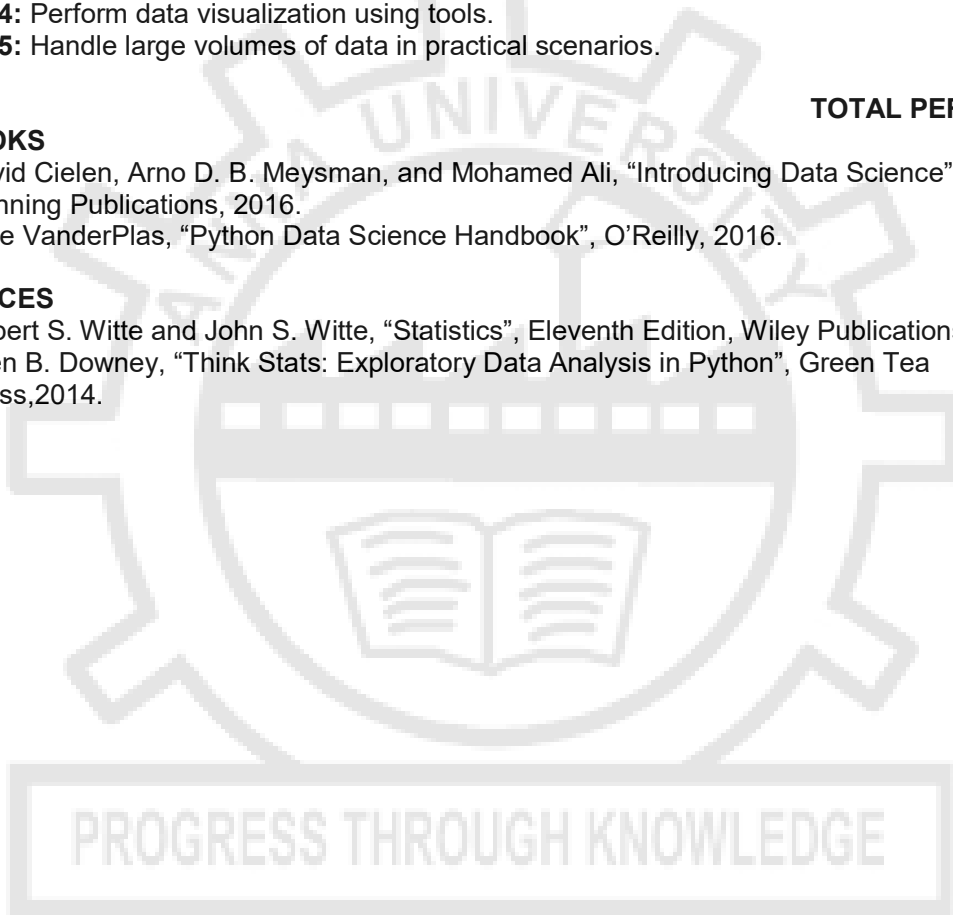 4: Perform data visualization using tools.
5: Handle large volumes of data in practical scenarios.
TOTAL PER
OKS
vid Cielen, Arno D. B. Meysman, and Mohamed Ali, “Introducing Data Science”
nning Publications, 2016.
e VanderPlas, “Python Data Science Handbook”, O’Reilly, 2016.
CES
bert S. Witte and John S. Witte, “Statistics”, Eleventh Edition, Wiley Publications
en B. Downey, “Think Stats: Exploratory Data Analysis in Python”, Green Tea
ss,2014.
ANNA UNIVERSITY
PROGRESS THROUGH KNOWLEDGE